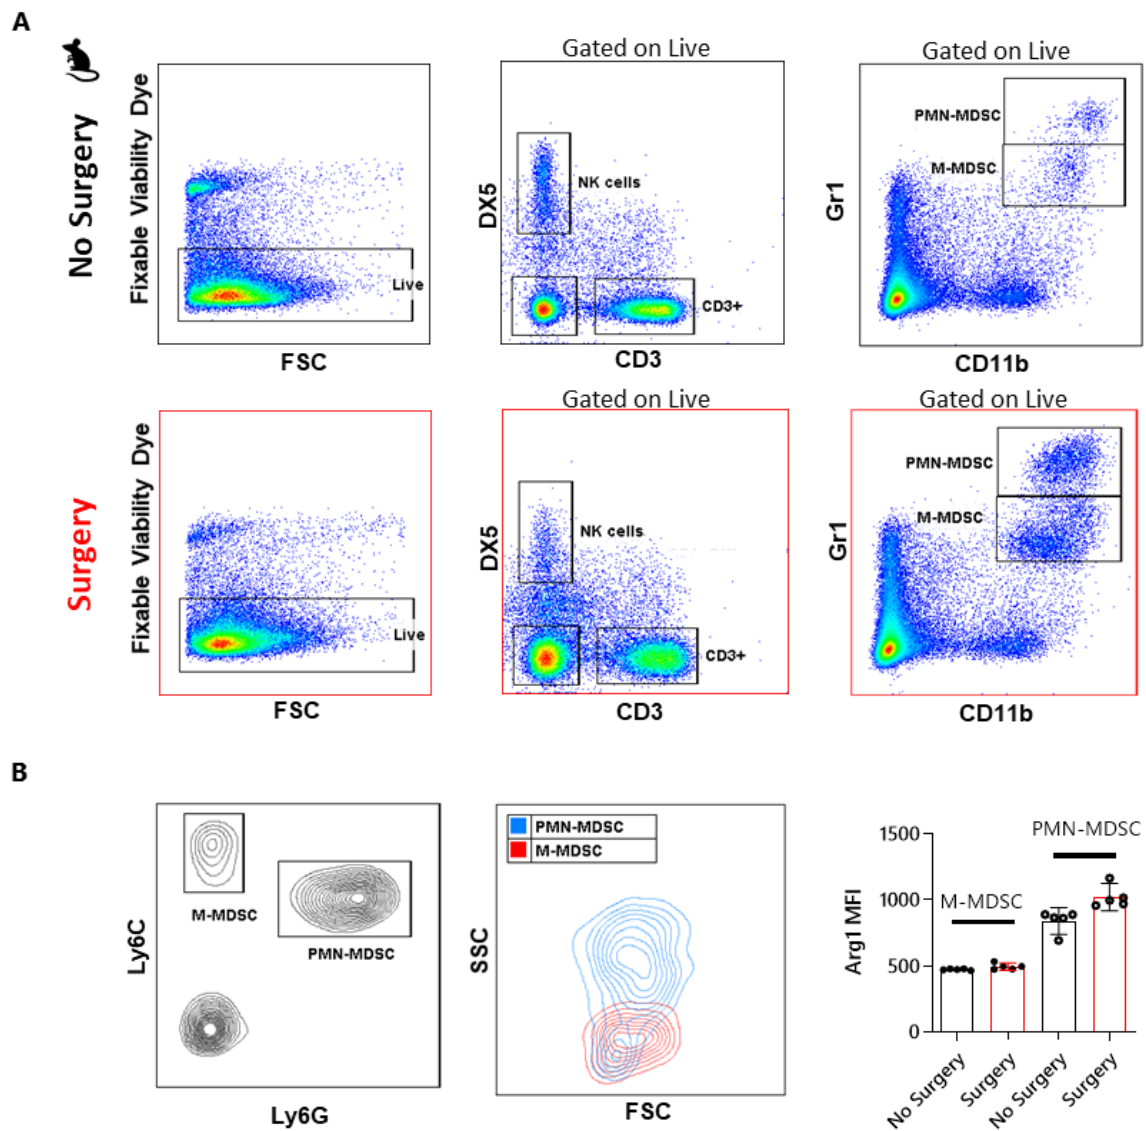 A
No Surgery
Fixable Viability Dye
Live
FSC
Gated on Live
DX5
NK cells
CD3+
CD3
Gated on Live
Gr1
PMN-MDSC
M-MDSC
CD11b
Surgery
Fixable Viability Dye
Live
FSC
Gated on Live
DX5
NK cells
CD3+
CD3
Gated on Live
Gr1
PMN-MDSC
M-MDSC
CD11b
B
Ly6C
M-MDSC
PMN-MDSC
Ly6G
SSC
PMN-MDSC
M-MDSC
FSC
Arg1 MFI
1500
1000
500
0
M-MDSC
PMN-MDSC
No Surgery
Surgery
No Surgery
Surgery